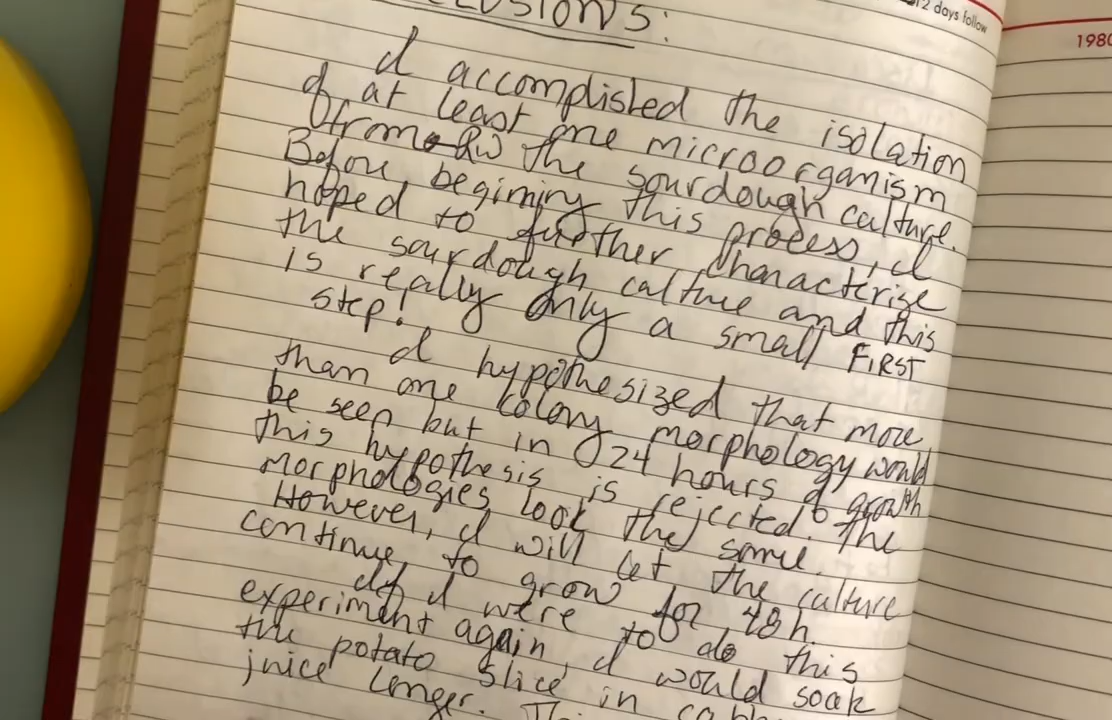 12 days follow
1980
CLUSIONS:
I accomplished the isolation
of at least one microorganism
from the sourdough culture.
Before beginning this process, I
hoped to further characterize
the sourdough culture and this
is really only a small FIRST
step!
I hypothesized that more
than one colony morphology would
be seen but in 24 hours of growth
this hypothesis is rejected. The
morphologies look the same.
However, I will let the culture
continue to grow for 48 h.
If I were to do this
experiment again, I would soak
the potato slice in
juice longer.